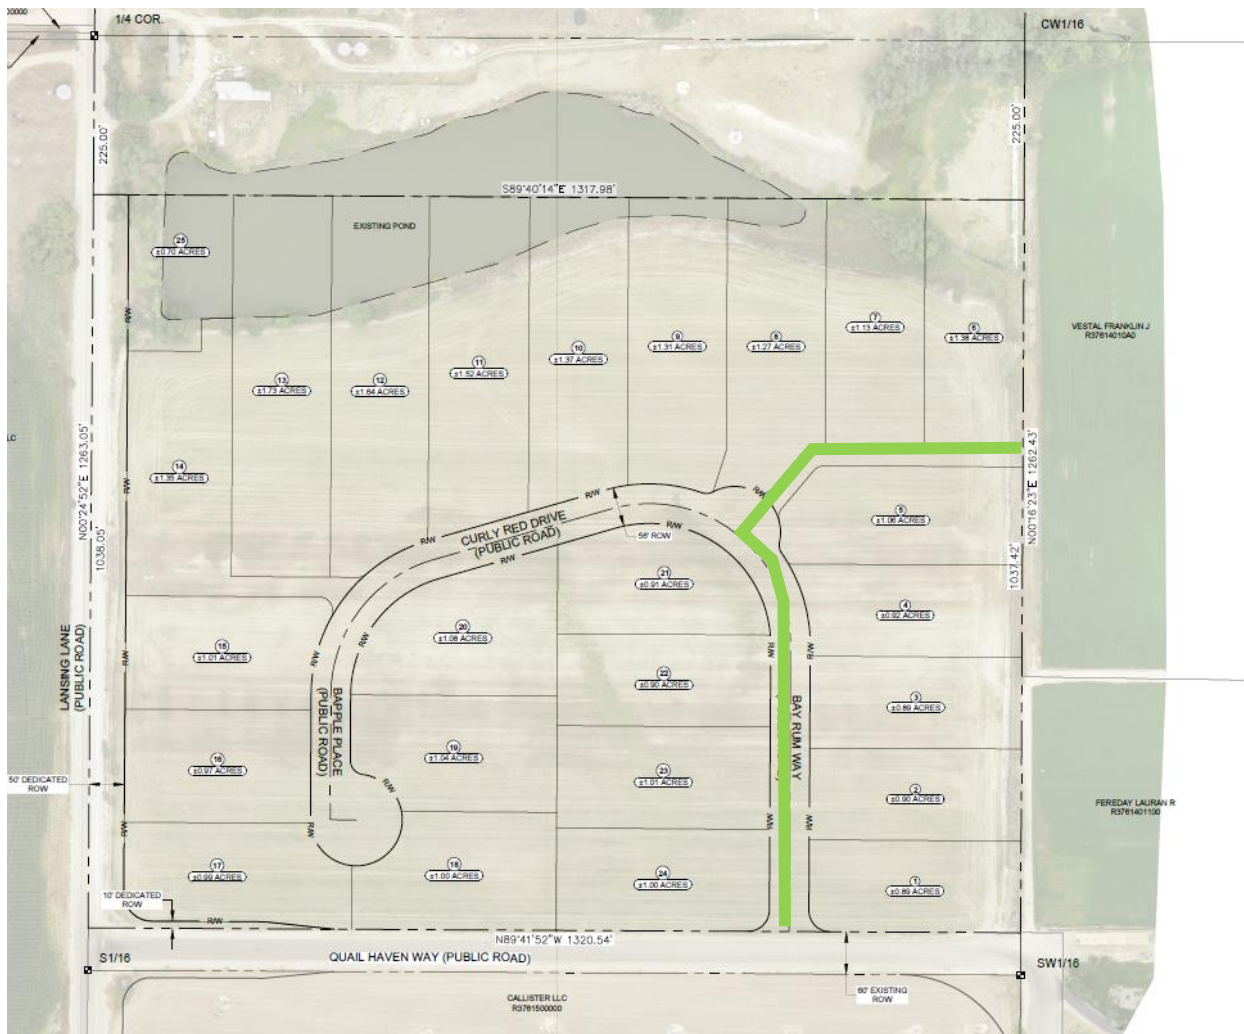 00000
1/4 COR.
CW1/16
225.00'
225.00'
S89°40'14"E 1317.98'
EXISTING POND
25
±0.70 ACRES
R/W
7
±1.13 ACRES
6
±1.38 ACRES
9
±1.31 ACRES
8
±1.27 ACRES
10
±1.37 ACRES
11
±1.52 ACRES
12
±1.64 ACRES
13
±1.73 ACRES
VESTAL FRANKLIN J
R37614010A0
LC
14
±1.35 ACRES
N00°24'52"E 1263.05'
1038.05'
N00°16'23"E 1262.43'
1037.42'
R/W
R/W
R/W
R/W
CURLY RED DRIVE
(PUBLIC ROAD)
R/W
R/W
56' ROW
5
±1.06 ACRES
21
±0.91 ACRES
4
±0.92 ACRES
20
±1.08 ACRES
15
±1.01 ACRES
R/W
R/W
R/W
R/W
R/W
LANSING LANE
(PUBLIC ROAD)
22
±0.90 ACRES
3
±0.89 ACRES
BAPPLE PLACE
(PUBLIC ROAD)
BAY RUM WAY
19
±1.04 ACRES
16
±0.97 ACRES
23
±1.01 ACRES
2
±0.90 ACRES
50' DEDICATED
ROW
R/W
R/W
R/W
R/W
R/W
FEREDAY LAURAN R
R3761401100
17
±0.99 ACRES
18
±1.00 ACRES
24
±1.00 ACRES
1
±0.89 ACRES
10' DEDICATED
ROW
R/W
N89°41'52"W 1320.54'
S1/16
QUAIL HAVEN WAY (PUBLIC ROAD)
SW1/16
60' EXISTING
ROW
CALLISTER LLC
R3761500000